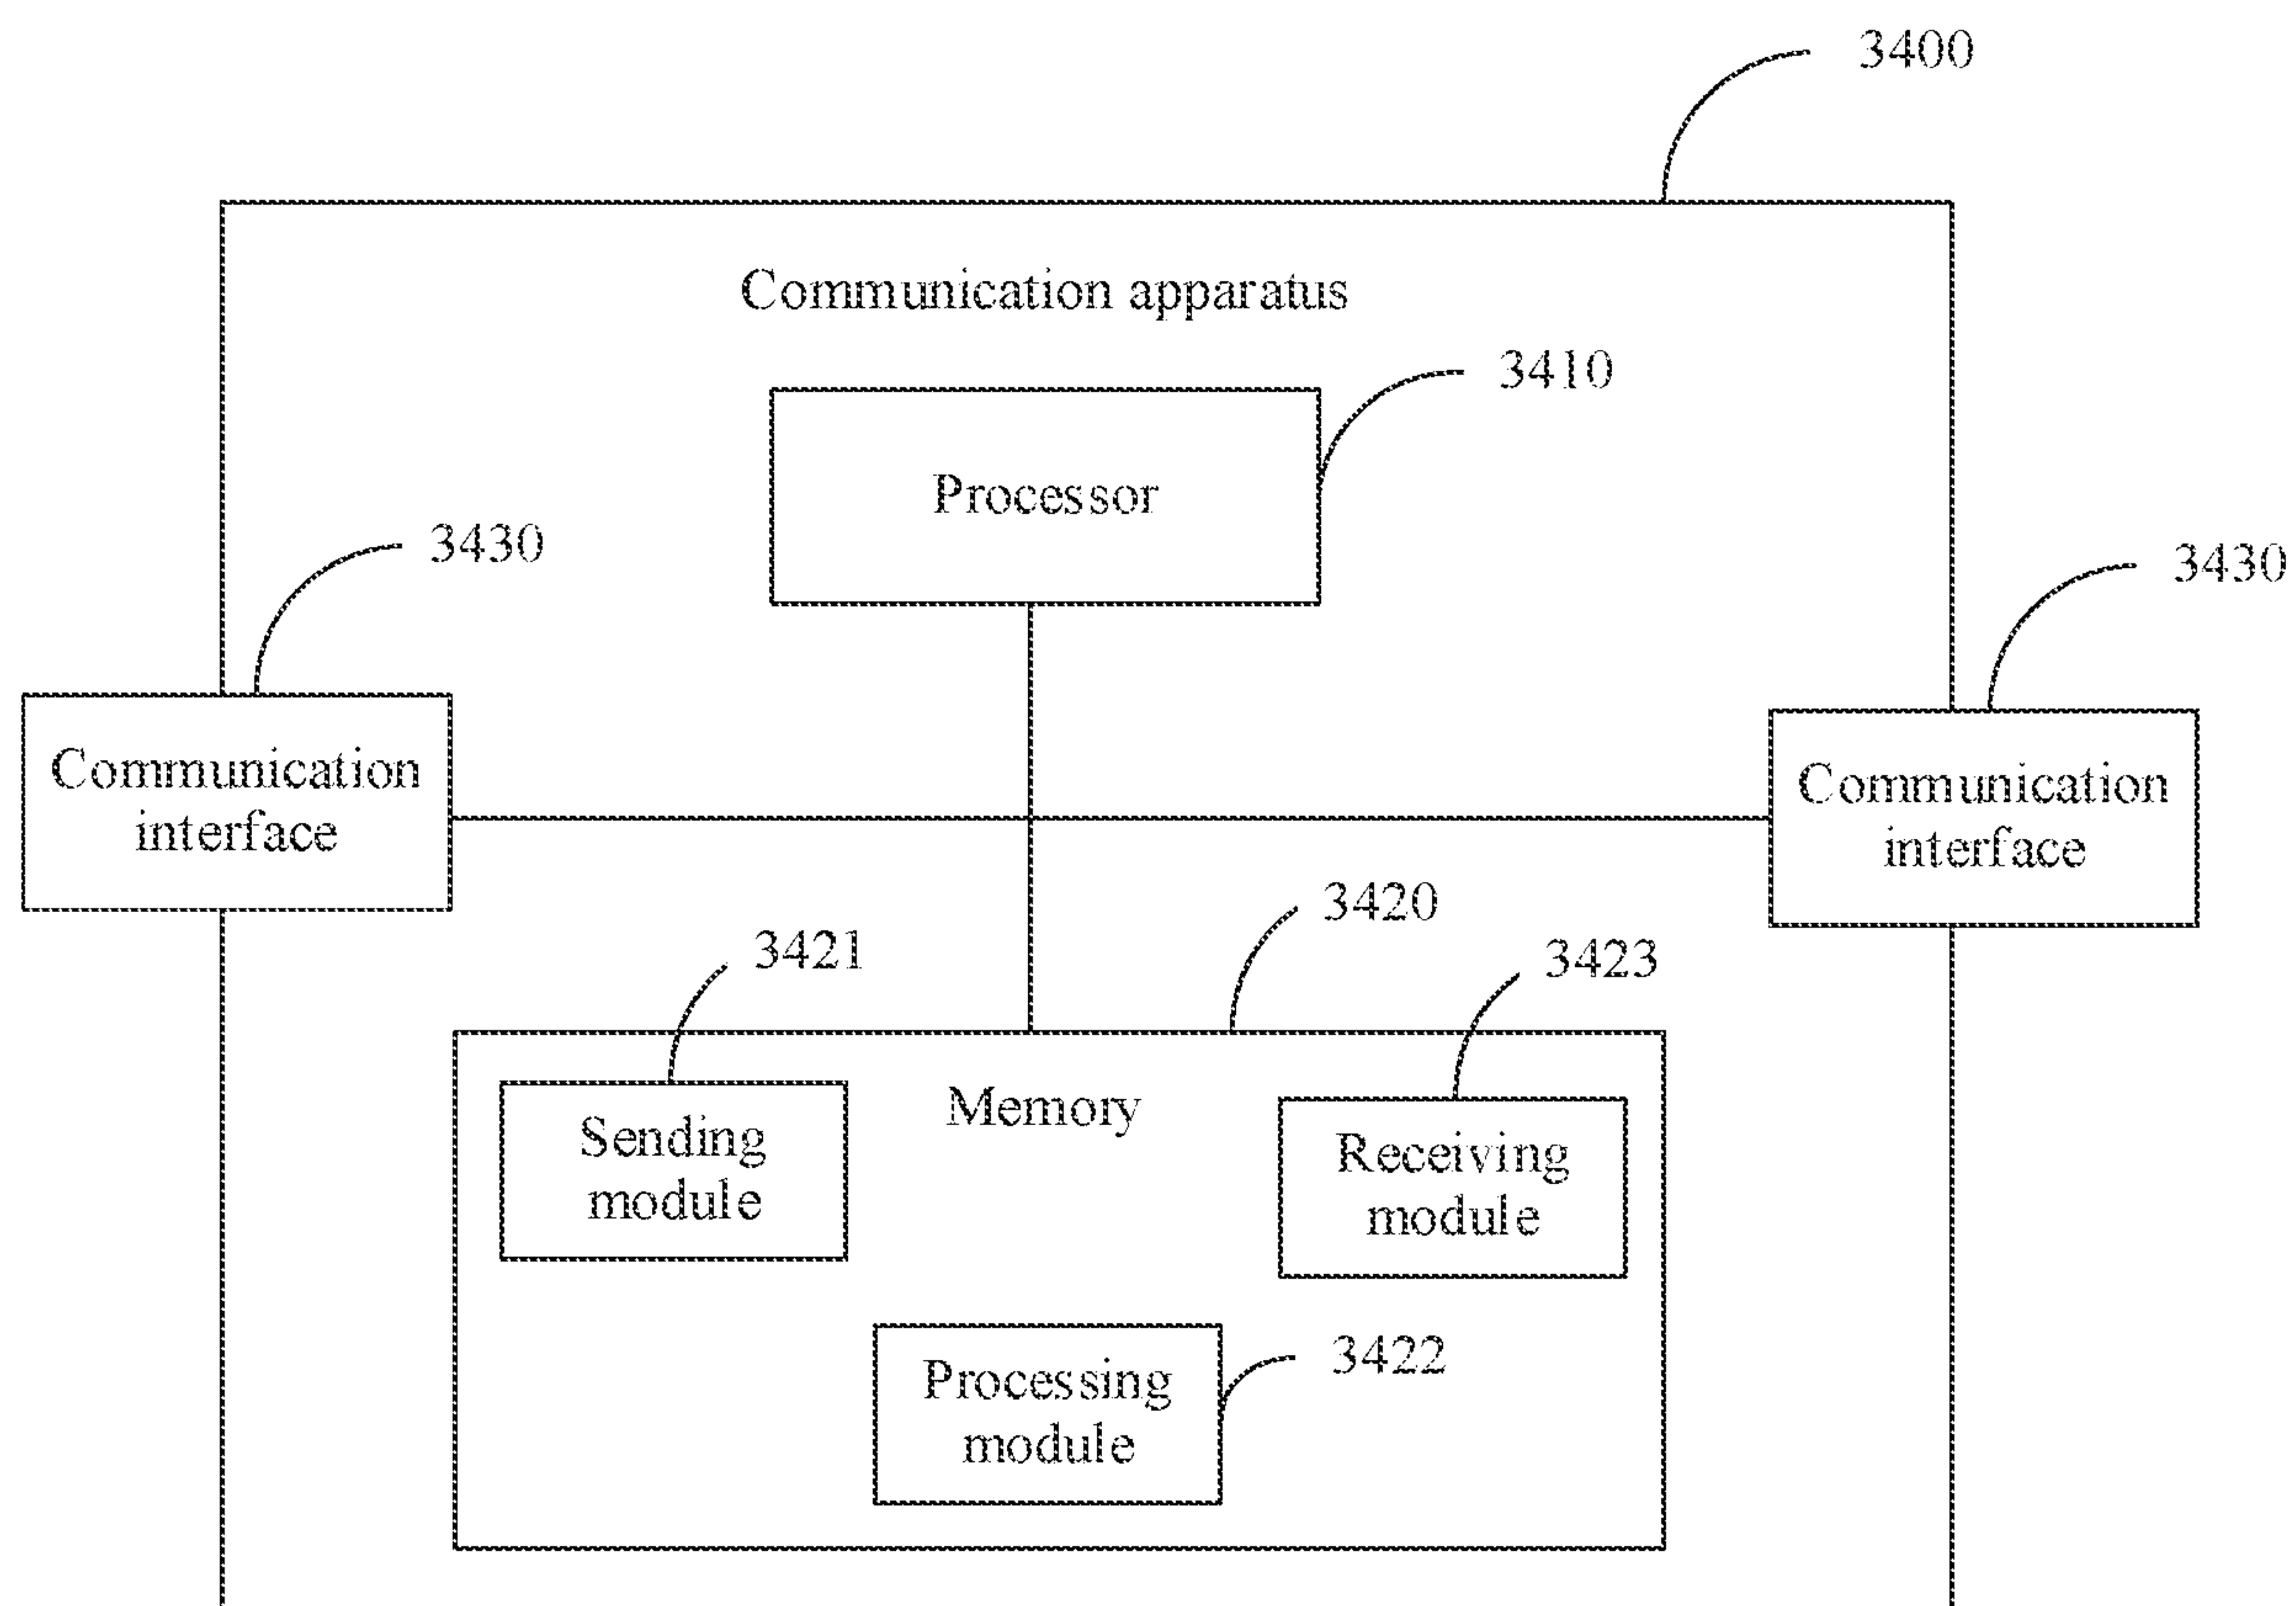 3400
Communication apparatus
3410
Processor
3430
3430
Communication
interface
Communication
interface
3420
3421
3423
Memory
Sending
module
Receiving
module
3422
Processing
module